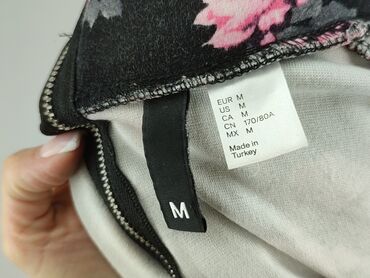 EUR M
US M
CA M
CN 170/80A
MX M
Made in
Turkey
M